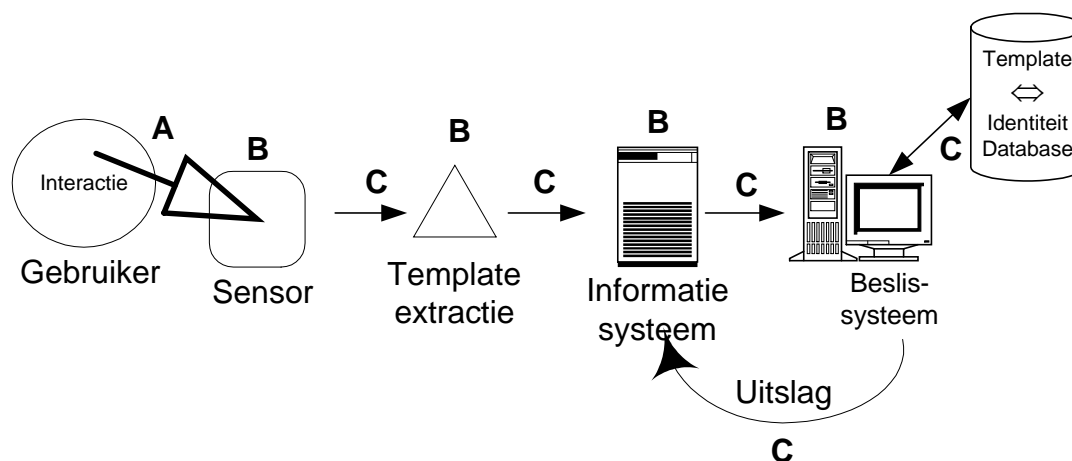 Template
⇔
Identiteit
Database
A
B
B
B
B
C
Interactie
C
C
C
Gebruiker
Sensor
Template
extractie
Informatie
systeem
Beslis-
systeem
Uitslag
C